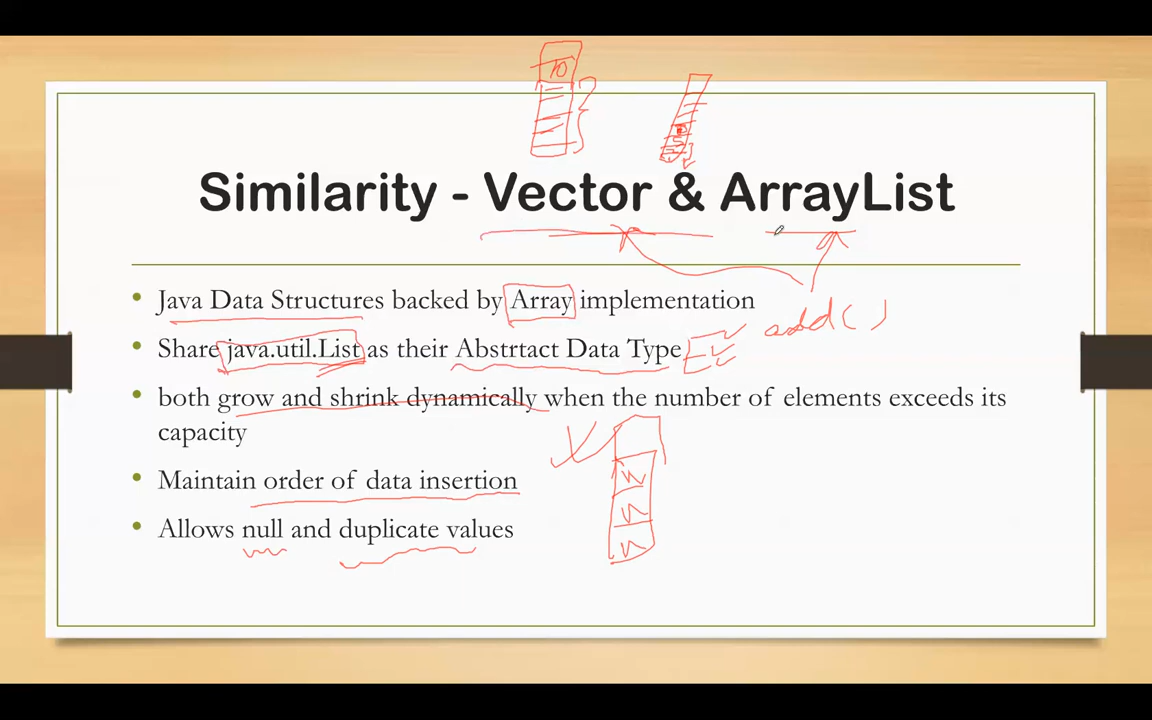 10
Similarity - Vector & ArrayList
• Java Data Structures backed by Array implementation
add( )
• Share java.util.List as their Abstrtact Data Type
• both grow and shrink dynamically when the number of elements exceeds its
capacity
• Maintain order of data insertion
• Allows null and duplicate values